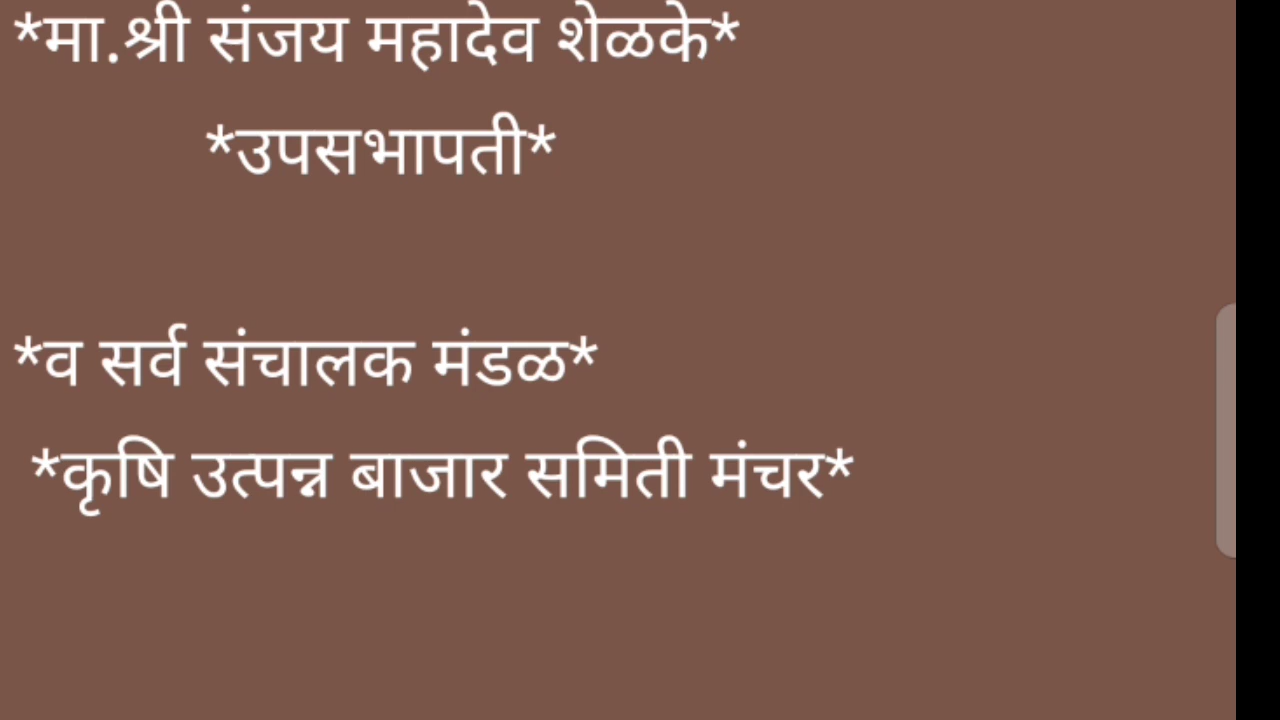 *मा.श्री संजय महादेव शेळके*
*उपसभापती*
*व सर्व संचालक मंडळ*
*कृषि उत्पन्न बाजार समिती मंचर*